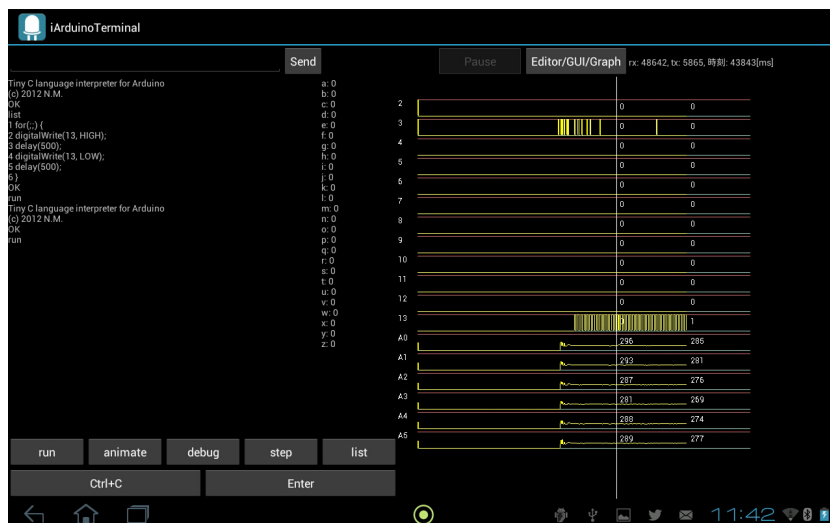 iArduinoTerminal
Send
Pause
Editor/GUI/Graph
rx: 48642, tx: 5865, 時刻: 43843[ms]
Tiny C language interpreter for Arduino
(c) 2012 N.M.
OK
list
1 for(;;) {
2 digitalWrite(13, HIGH);
3 delay(500);
4 digitalWrite(13, LOW);
5 delay(500);
6 }
OK
run
Tiny C language interpreter for Arduino
(c) 2012 N.M.
OK
run
a: 0
b: 0
c: 0
d: 0
e: 0
f: 0
g: 0
h: 0
i: 0
j: 0
k: 0
l: 0
m: 0
n: 0
o: 0
p: 0
q: 0
r: 0
s: 0
t: 0
u: 0
v: 0
w: 0
x: 0
y: 0
z: 0
2 0 0
3 0 0
4 0 0
5 0 0
6 0 0
7 0 0
8 0 0
9 0 0
10 0 0
11 0 0
12 0 0
13 1
A0 296 285
A1 293 281
A2 287 276
A3 281 269
A4 288 274
A5 289 277
run
animate
debug
step
list
Ctrl+C
Enter
11:42